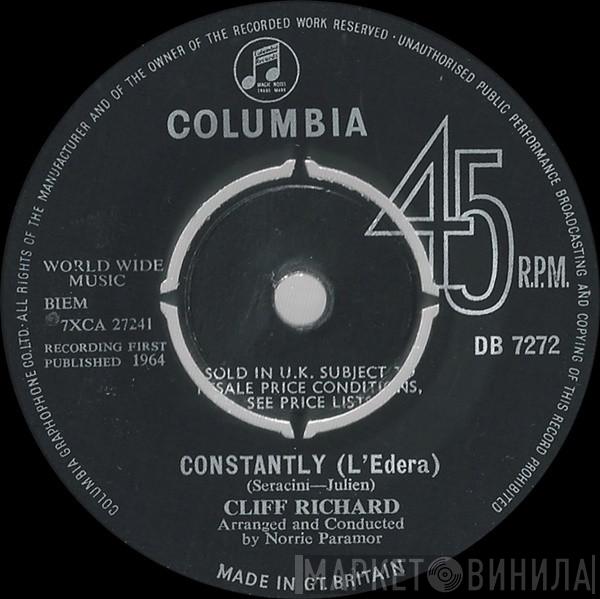 COLUMBIA GRAPHOPHONE CO.LTD· ALL RIGHTS OF THE MANUFACTURER AND OF THE OWNER OF THE RECORDED WORK RESERVED · UNAUTHORISED PUBLIC PERFORMANCE BROADCASTING AND COPYING OF THIS RECORD PROHIBITED
MAGIC NOTES
TRADE MARK
COLUMBIA
45
R.P.M.
WORLD WIDE
MUSIC
BIEM
7XCA 27241
RECORDING FIRST
PUBLISHED 1964
DB 7272
SOLD IN U.K. SUBJECT
PRICE CONDITIONS,
SEE PRICE LISTS
CONSTANTLY (L'Edera)
(Seracini—Julien)
CLIFF RICHARD
Arranged and Conducted
by Norrie Paramor
MADE IN GT. BRITAIN
МАРКЕТ ВИНИЛА